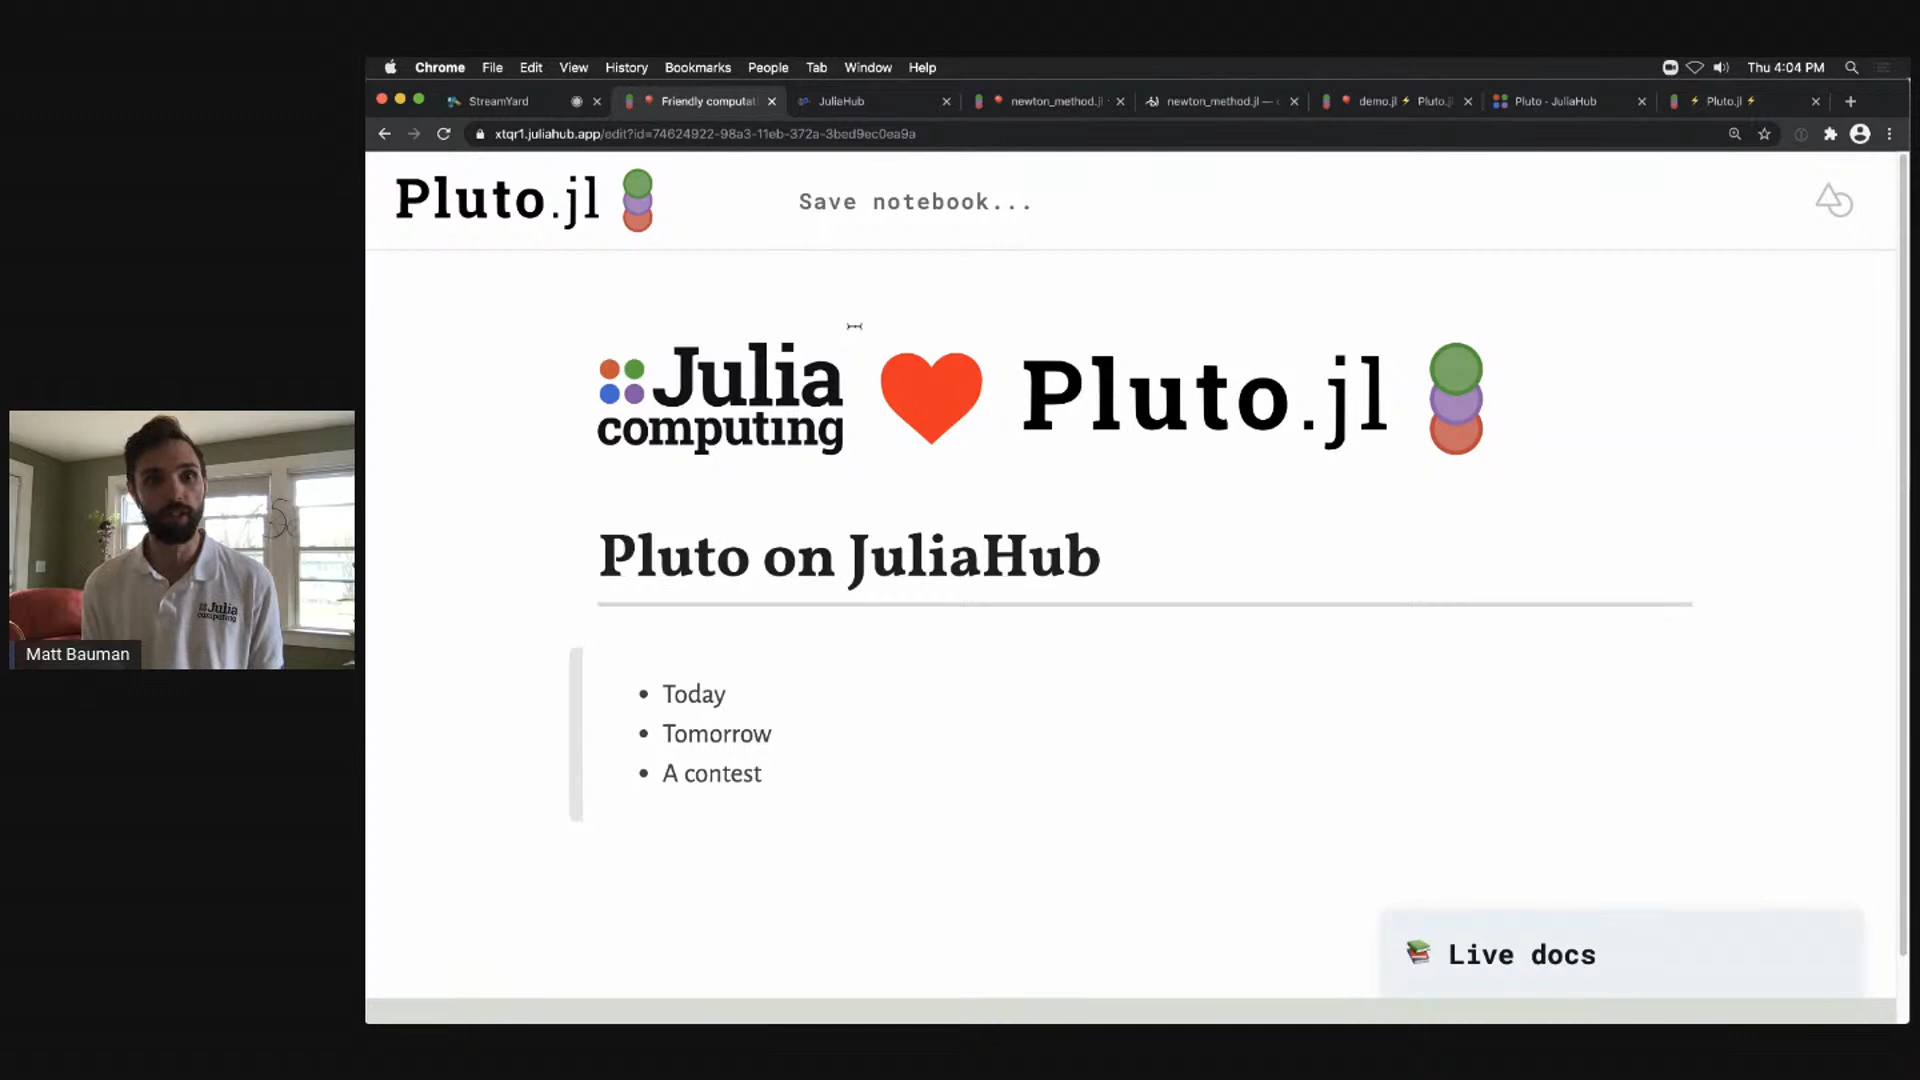 Chrome File Edit View History Bookmarks People Tab Window Help
Thu 4:04 PM
StreamYard
Friendly computat
JuliaHub
newton_method.jl
newton_method.jl —
demo.jl ⚡ Pluto.jl
Pluto - JuliaHub
⚡ Pluto.jl ⚡
xtqr1.juliahub.app/edit?id=74624922-98a3-11eb-372a-3bed9ec0ea9a
Pluto.jl
Save notebook...
Julia
computing
Pluto.jl
Pluto on JuliaHub
• Today
• Tomorrow
• A contest
Live docs
Julia
computing
Matt Bauman